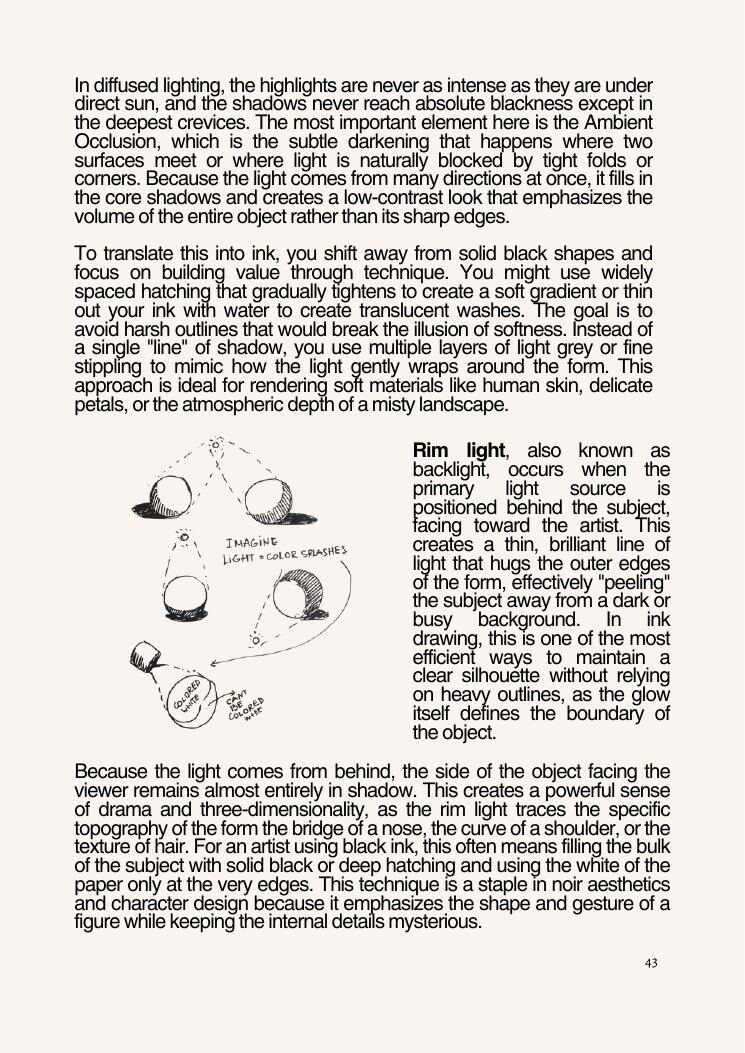 In diffused lighting, the highlights are never as intense as they are under
direct sun, and the shadows never reach absolute blackness except in
the deepest crevices. The most important element here is the Ambient
Occlusion, which is the subtle darkening that happens where two
surfaces meet or where light is naturally blocked by tight folds or
corners. Because the light comes from many directions at once, it fills in
the core shadows and creates a low-contrast look that emphasizes the
volume of the entire object rather than its sharp edges.
To translate this into ink, you shift away from solid black shapes and
focus on building value through technique. You might use widely
spaced hatching that gradually tightens to create a soft gradient or thin
out your ink with water to create translucent washes. The goal is to
avoid harsh outlines that would break the illusion of softness. Instead of
a single "line" of shadow, you use multiple layers of light grey or fine
stippling to mimic how the light gently wraps around the form. This
approach is ideal for rendering soft materials like human skin, delicate
petals, or the atmospheric depth of a misty landscape.
IMAGINE
LIGHT = COLOR SPLASHES
COLORED
WHITE
CANT
BE
COLORED
WHITE
Rim light, also known as
backlight, occurs when the
primary light source is
positioned behind the subject,
facing toward the artist. This
creates a thin, brilliant line of
light that hugs the outer edges
of the form, effectively "peeling"
the subject away from a dark or
busy background. In ink
drawing, this is one of the most
efficient ways to maintain a
clear silhouette without relying
on heavy outlines, as the glow
itself defines the boundary of
the object.
Because the light comes from behind, the side of the object facing the
viewer remains almost entirely in shadow. This creates a powerful sense
of drama and three-dimensionality, as the rim light traces the specific
topography of the form the bridge of a nose, the curve of a shoulder, or the
texture of hair. For an artist using black ink, this often means filling the bulk
of the subject with solid black or deep hatching and using the white of the
paper only at the very edges. This technique is a staple in noir aesthetics
and character design because it emphasizes the shape and gesture of a
figure while keeping the internal details mysterious.
43